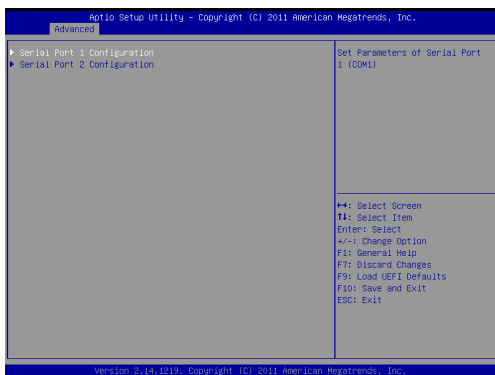 Aptio Setup Utility – Copyright (C) 2011 American Megatrends, Inc.
Advanced
Serial Port 1 Configuration
Serial Port 2 Configuration
Set Parameters of Serial Port
1 (COM1)
↔: Select Screen
↑↓: Select Item
Enter: Select
+/-: Change Option
F1: General Help
F7: Discard Changes
F9: Load UEFI Defaults
F10: Save and Exit
ESC: Exit
Version 2.14.1219. Copyright (C) 2011 American Megatrends, Inc.